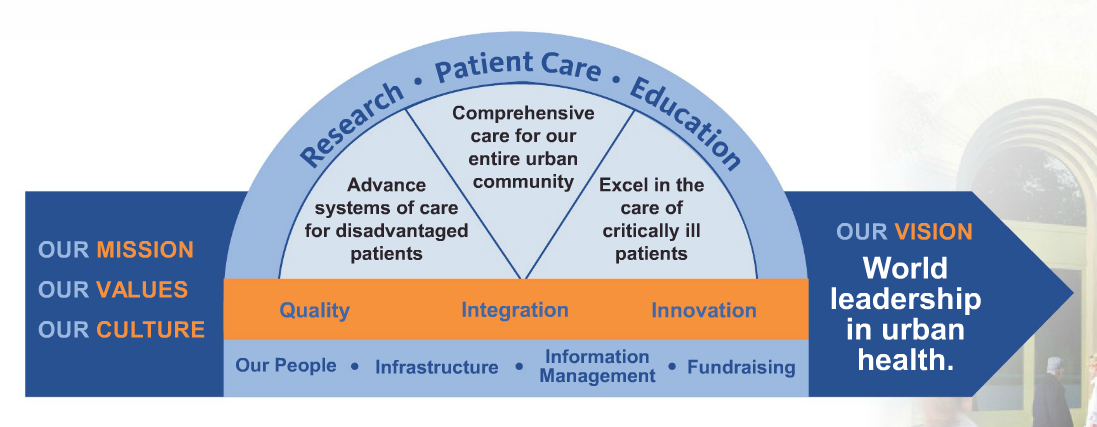 OUR MISSION
OUR VALUES
OUR CULTURE
Research • Patient Care • Education
Advance
systems of care
for disadvantaged
patients
Comprehensive
care for our
entire urban
community
Excel in the
care of
critically ill
patients
Quality Integration Innovation
Our People • Infrastructure • Information
Management • Fundraising
OUR VISION
World
leadership
in urban
health.